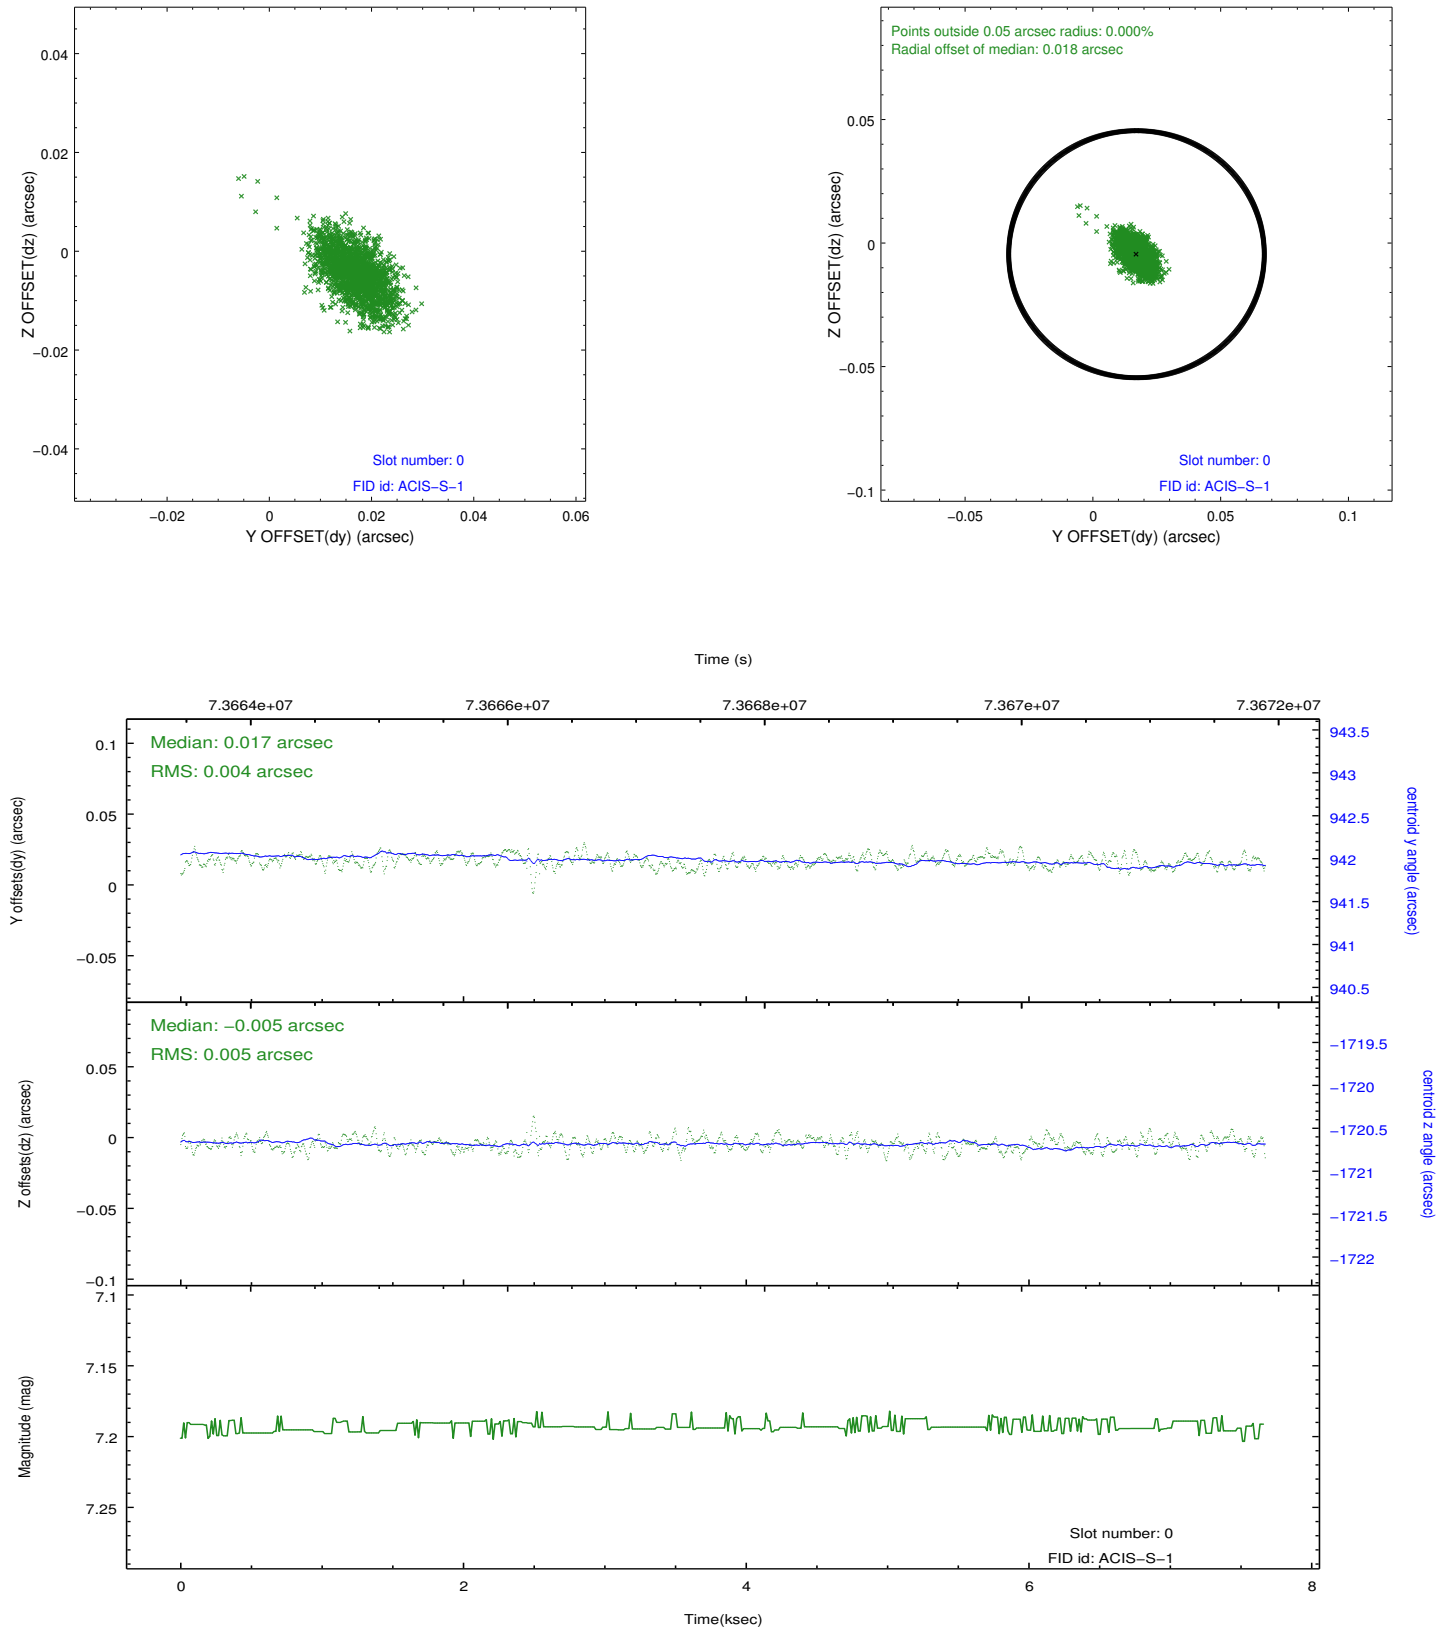 0.04
0.02
0
−0.02
−0.04
Z OFFSET(dz) (arcsec)
Slot number: 0
FID id: ACIS−S−1
−0.02 0 0.02 0.04 0.06
Y OFFSET(dy) (arcsec)
Points outside 0.05 arcsec radius: 0.000%
Radial offset of median: 0.018 arcsec
0.05
0
−0.05
−0.1
Z OFFSET(dz) (arcsec)
Slot number: 0
FID id: ACIS−S−1
−0.05 0 0.05 0.1
Y OFFSET(dy) (arcsec)
Time (s)
7.3664e+07 7.3666e+07 7.3668e+07 7.367e+07 7.3672e+07
Median: 0.017 arcsec
RMS: 0.004 arcsec
0.1
0.05
0
−0.05
Y offsets(dy) (arcsec)
943.5
943
942.5
942
941.5
941
940.5
centroid y angle (arcsec)
Median: −0.005 arcsec
RMS: 0.005 arcsec
0.05
0
−0.05
−0.1
Z offsets(dz) (arcsec)
−1719.5
−1720
−1720.5
−1721
−1721.5
−1722
centroid z angle (arcsec)
7.1
7.15
7.2
7.25
Magnitude (mag)
Slot number: 0
FID id: ACIS−S−1
0 2 4 6 8
Time(ksec)